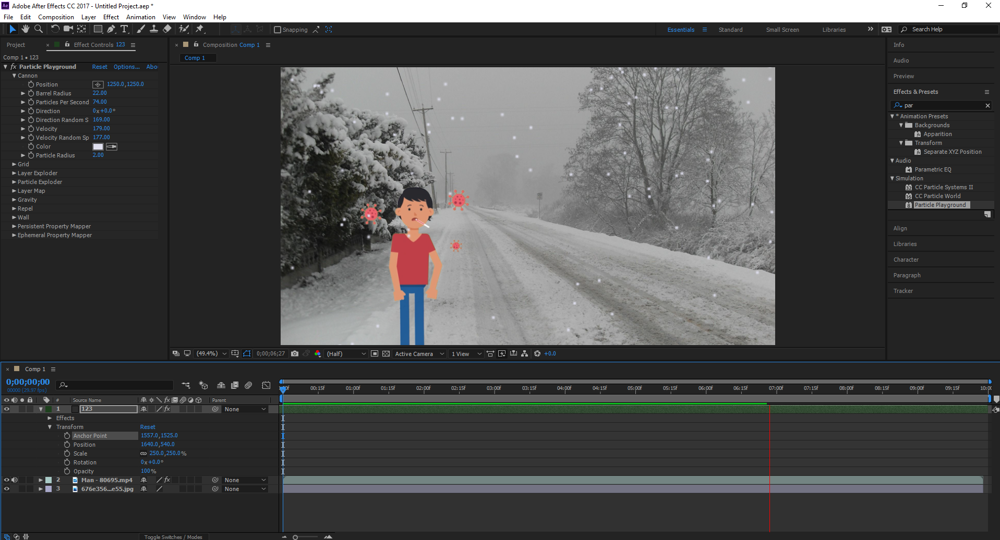 Ae Adobe After Effects CC 2017 - Untitled Project.aep *
File Edit Composition Layer Effect Animation View Window Help
Snapping Essentials Standard Small Screen Libraries Search Help
Project Effect Controls 123
Comp 1 • 123
fx Particle Playground Reset Options... Abo
Cannon
Position 1250.0,1250.0
Barrel Radius 22.00
Particles Per Second 74.00
Direction 0x+0.0°
Direction Random S 169.00
Velocity 179.00
Velocity Random Sp 177.00
Color
Particle Radius 2.00
Grid
Layer Exploder
Particle Exploder
Layer Map
Gravity
Repel
Wall
Persistent Property Mapper
Ephemeral Property Mapper
Composition Comp 1
Comp 1
(49.4%) 0;00;06;27 (Half) Active Camera 1 View +0.0
Info
Audio
Preview
Effects & Presets
par
* Animation Presets
Backgrounds
Apparition
Transform
Separate XYZ Position
Audio
Parametric EQ
Simulation
32 CC Particle Systems II
16 CC Particle World
8 Particle Playground
Align
Libraries
Character
Paragraph
Tracker
Comp 1
0;00;00;00
00000 (29.97 fps)
00f 00:15f 01:00f 01:15f 02:00f 02:15f 03:00f 03:15f 04:00f 04:15f 05:00f 05:15f 06:00f 06:15f 07:00f 07:15f 08:00f 08:15f 09:00f 09:15f 10:00
# Source Name fx Parent
1 123 fx None
Effects
Transform Reset
Anchor Point 1557.0,1525.0
Position 1640.0,540.0
Scale 250.0,250.0%
Rotation 0x+0.0°
Opacity 100%
2 Man - 80695.mp4 fx None
3 676e356...e55.jpg None
Toggle Switches / Modes